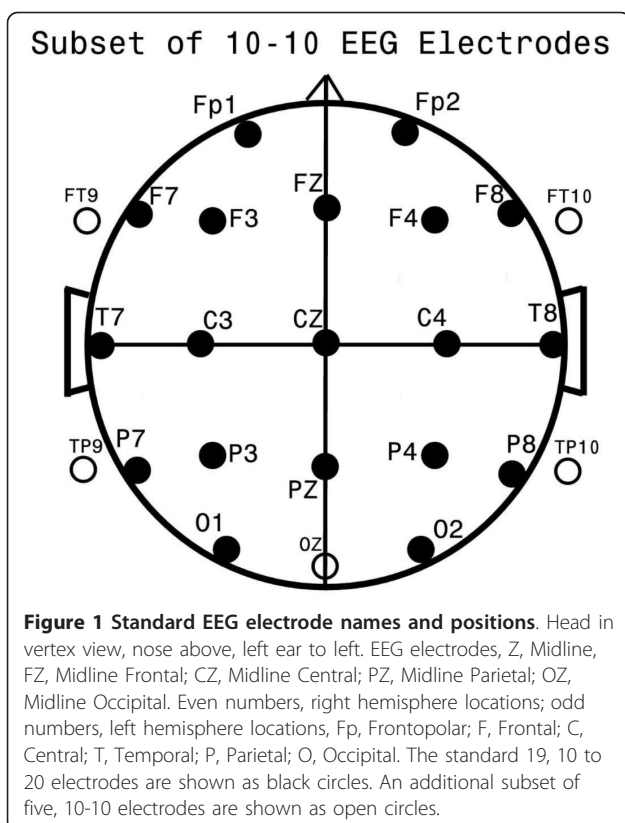 Subset of 10-10 EEG Electrodes
Fp1 Fp2
FT9 F7 FZ F8 FT10
F3 F4
T7 C3 CZ C4 T8
TP9 P7 P3 P4 P8 TP10
PZ
O1 OZ O2
Figure 1 Standard EEG electrode names and positions. Head in
vertex view, nose above, left ear to left. EEG electrodes, Z, Midline,
FZ, Midline Frontal; CZ, Midline Central; PZ, Midline Parietal; OZ,
Midline Occipital. Even numbers, right hemisphere locations; odd
numbers, left hemisphere locations, Fp, Frontopolar; F, Frontal; C,
Central; T, Temporal; P, Parietal; O, Occipital. The standard 19, 10 to
20 electrodes are shown as black circles. An additional subset of
five, 10-10 electrodes are shown as open circles.